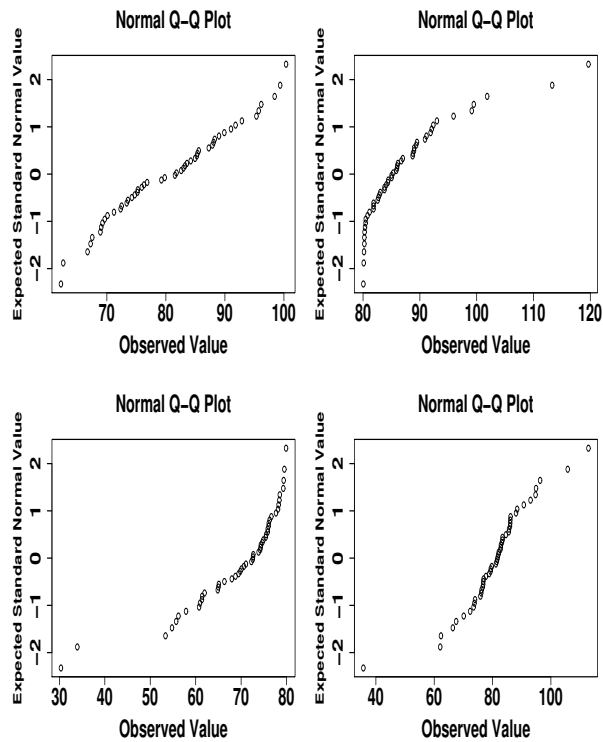 Normal Q−Q Plot
Expected Standard Normal Value
2
1
0
−1
−2
70 80 90 100
Observed Value
Normal Q−Q Plot
Expected Standard Normal Value
2
1
0
−1
−2
80 90 100 110 120
Observed Value
Normal Q−Q Plot
Expected Standard Normal Value
2
1
0
−1
−2
30 40 50 60 70 80
Observed Value
Normal Q−Q Plot
Expected Standard Normal Value
2
1
0
−1
−2
40 60 80 100
Observed Value